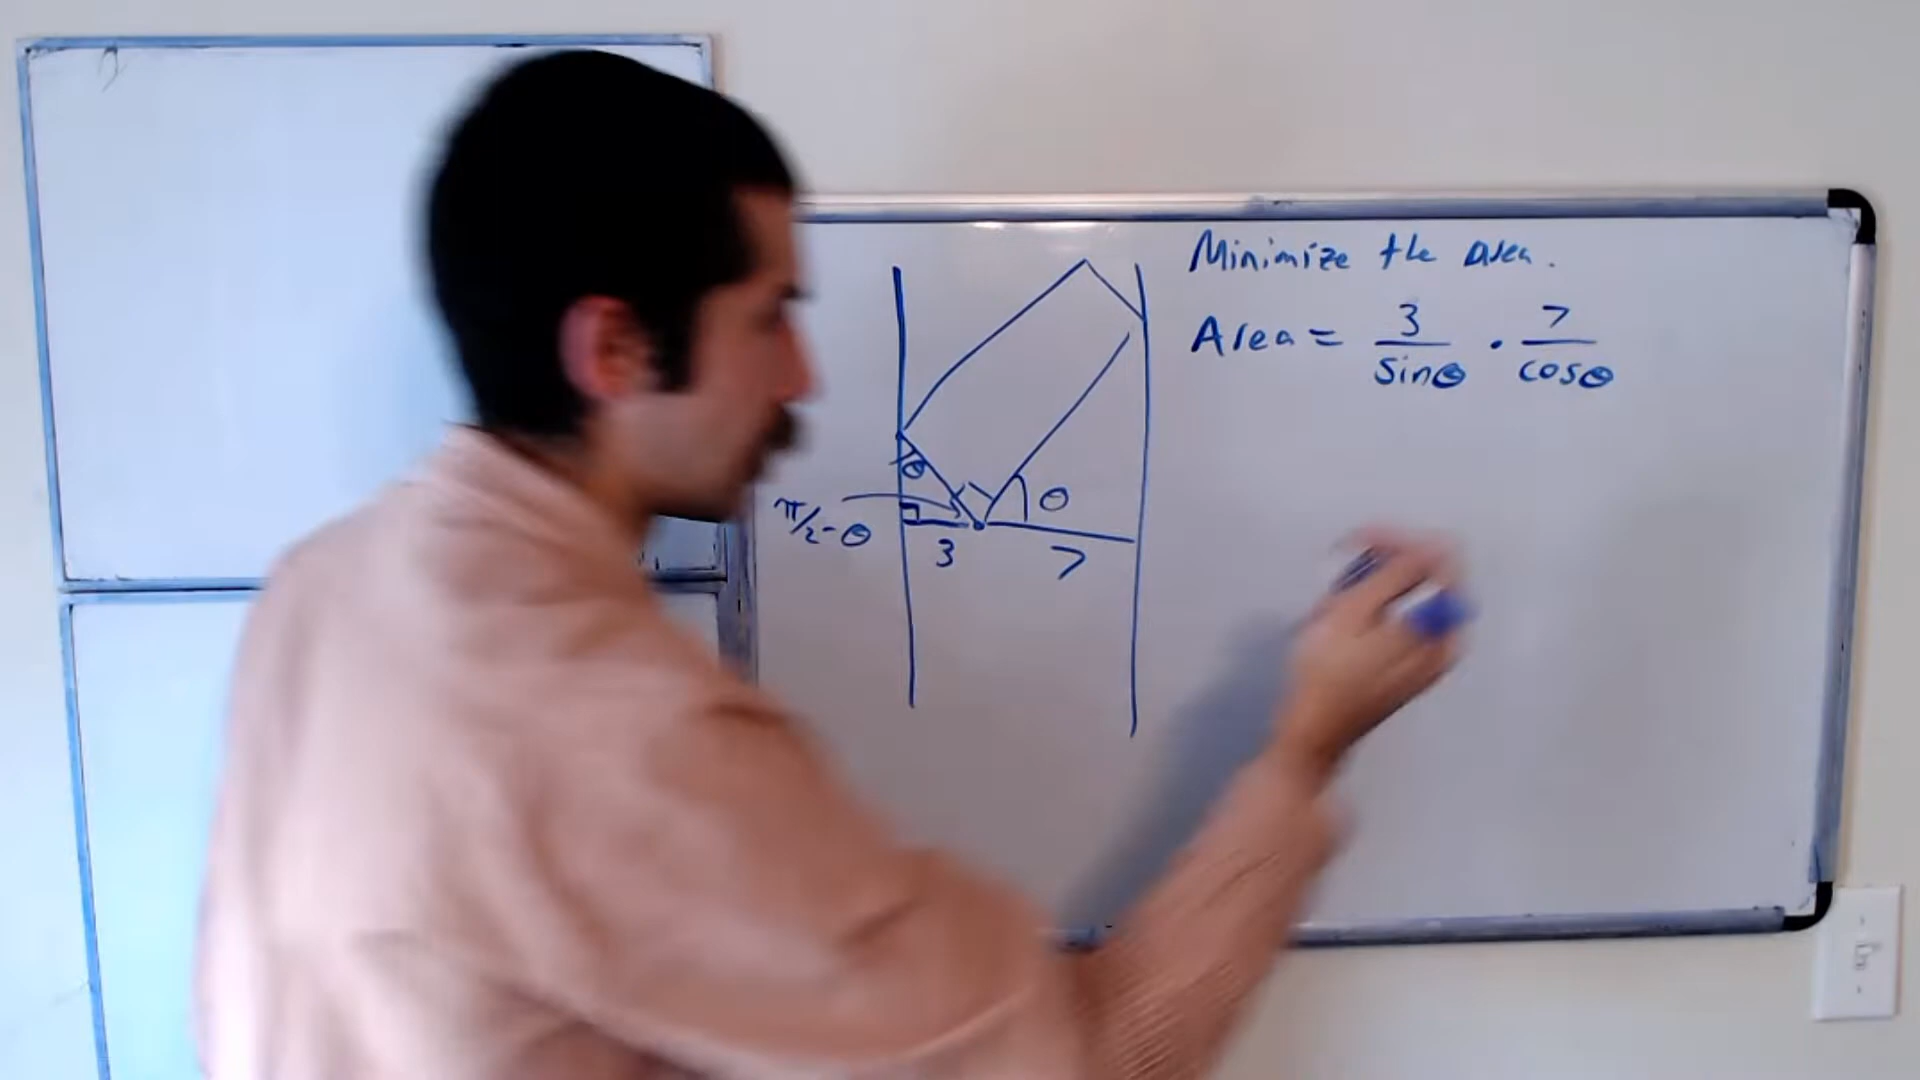 Minimize the area.
Area = 3/sinθ · 7/cosθ
θ
θ
π/2-θ
3
7